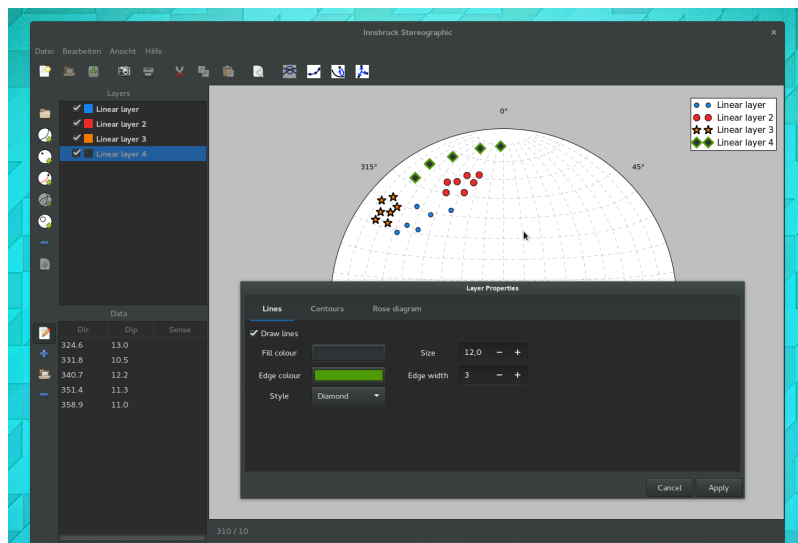 Innsbruck Stereographic
Datei Bearbeiten Ansicht Hilfe
Layers
Linear layer
Linear layer 2
Linear layer 3
Linear layer 4
0°
315°
45°
Linear layer
Linear layer 2
Linear layer 3
Linear layer 4
Data
Dir Dip Sense
324.6 13.0
331.8 10.5
340.7 12.2
351.4 11.3
358.9 11.0
Layer Properties
Lines Contours Rose diagram
Draw lines
Fill colour Size 12,0 − +
Edge colour Edge width 3 − +
Style Diamond
Cancel Apply
310 / 10